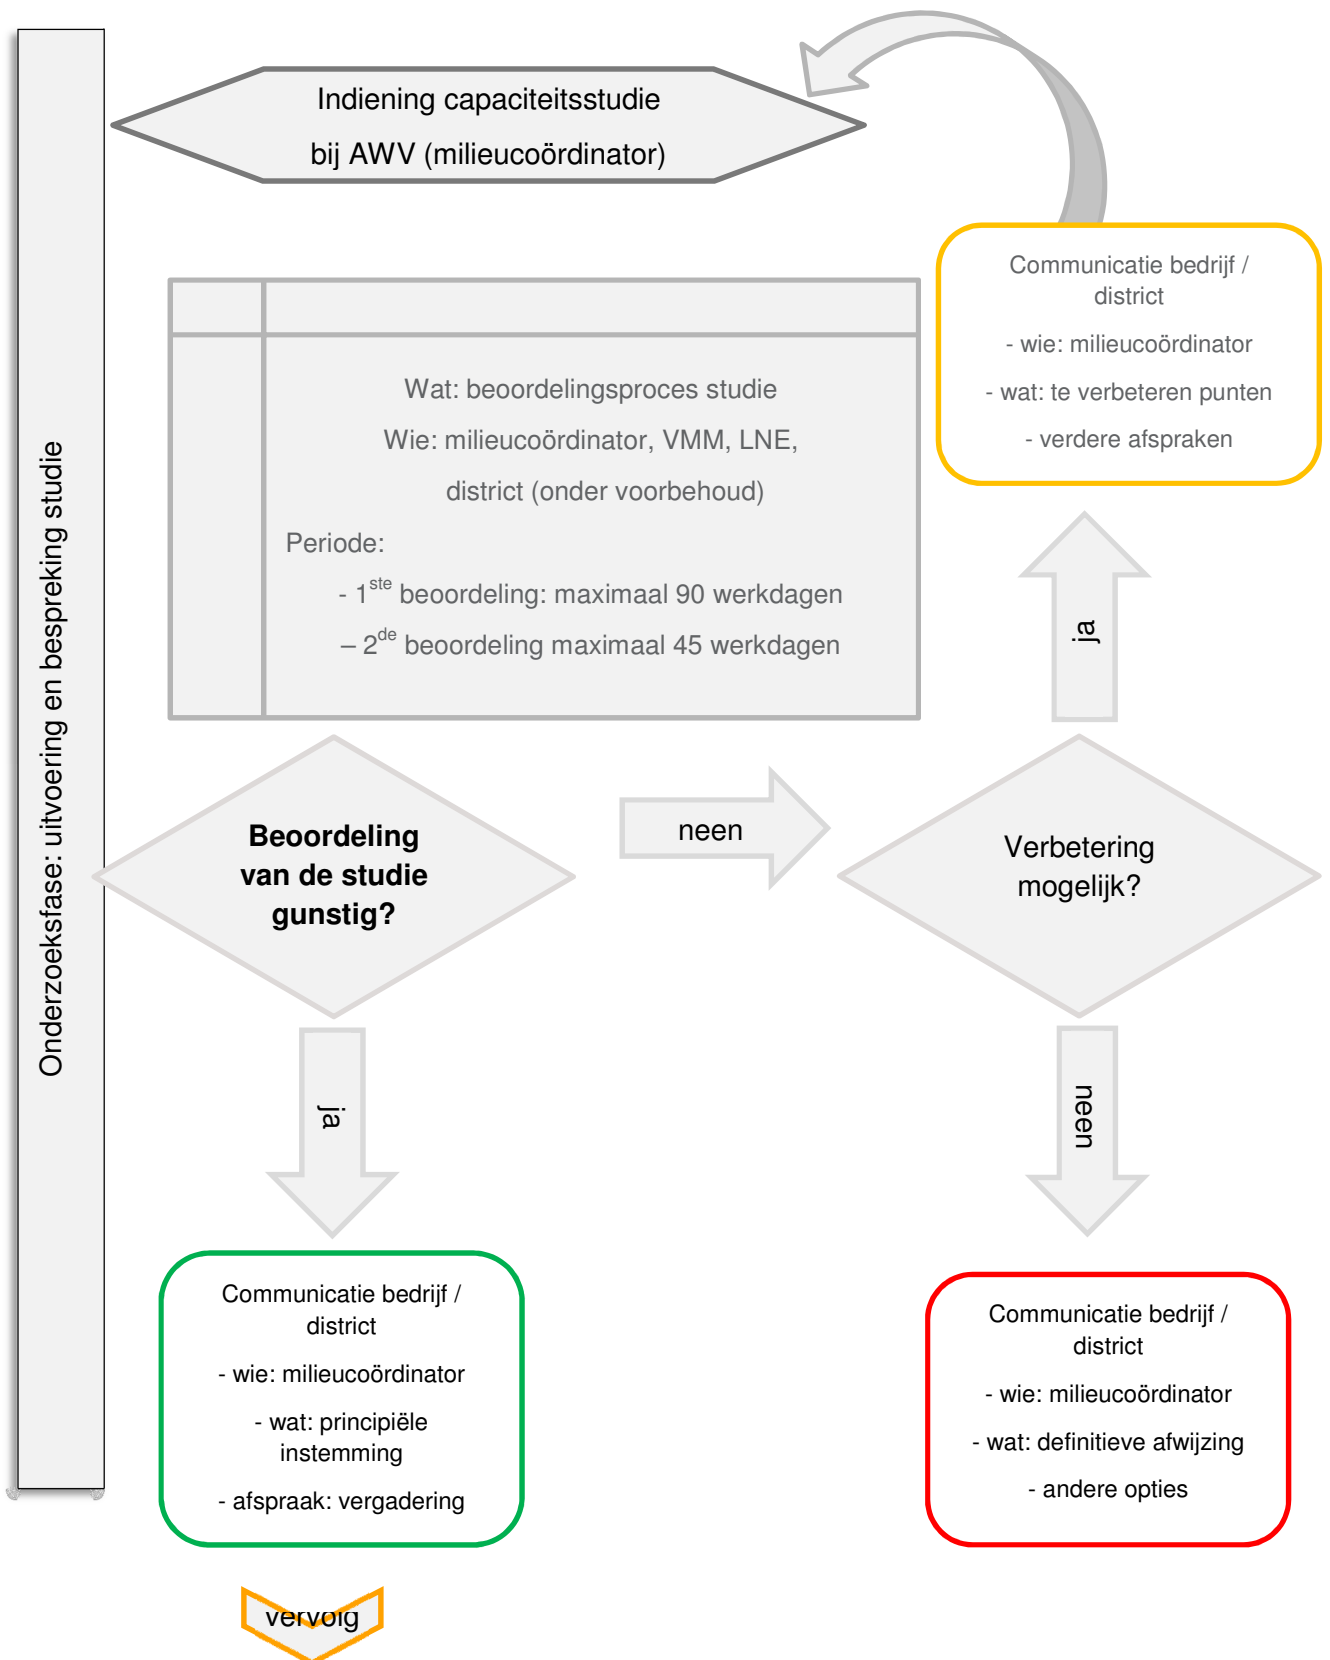 Onderzoeksfase: uitvoering en bespreking studie
Indiening capaciteitsstudie
bij AWV (milieucoördinator)
Communicatie bedrijf /
district
- wie: milieucoördinator
- wat: te verbeteren punten
- verdere afspraken
Wat: beoordelingsproces studie
Wie: milieucoördinator, VMM, LNE,
district (onder voorbehoud)
Periode:
- 1ste beoordeling: maximaal 90 werkdagen
– 2de beoordeling maximaal 45 werkdagen
ja
Beoordeling
van de studie
gunstig?
neen
Verbetering
mogelijk?
ja
neen
Communicatie bedrijf /
district
- wie: milieucoördinator
- wat: principiële
instemming
- afspraak: vergadering
Communicatie bedrijf /
district
- wie: milieucoördinator
- wat: definitieve afwijzing
- andere opties
vervolg